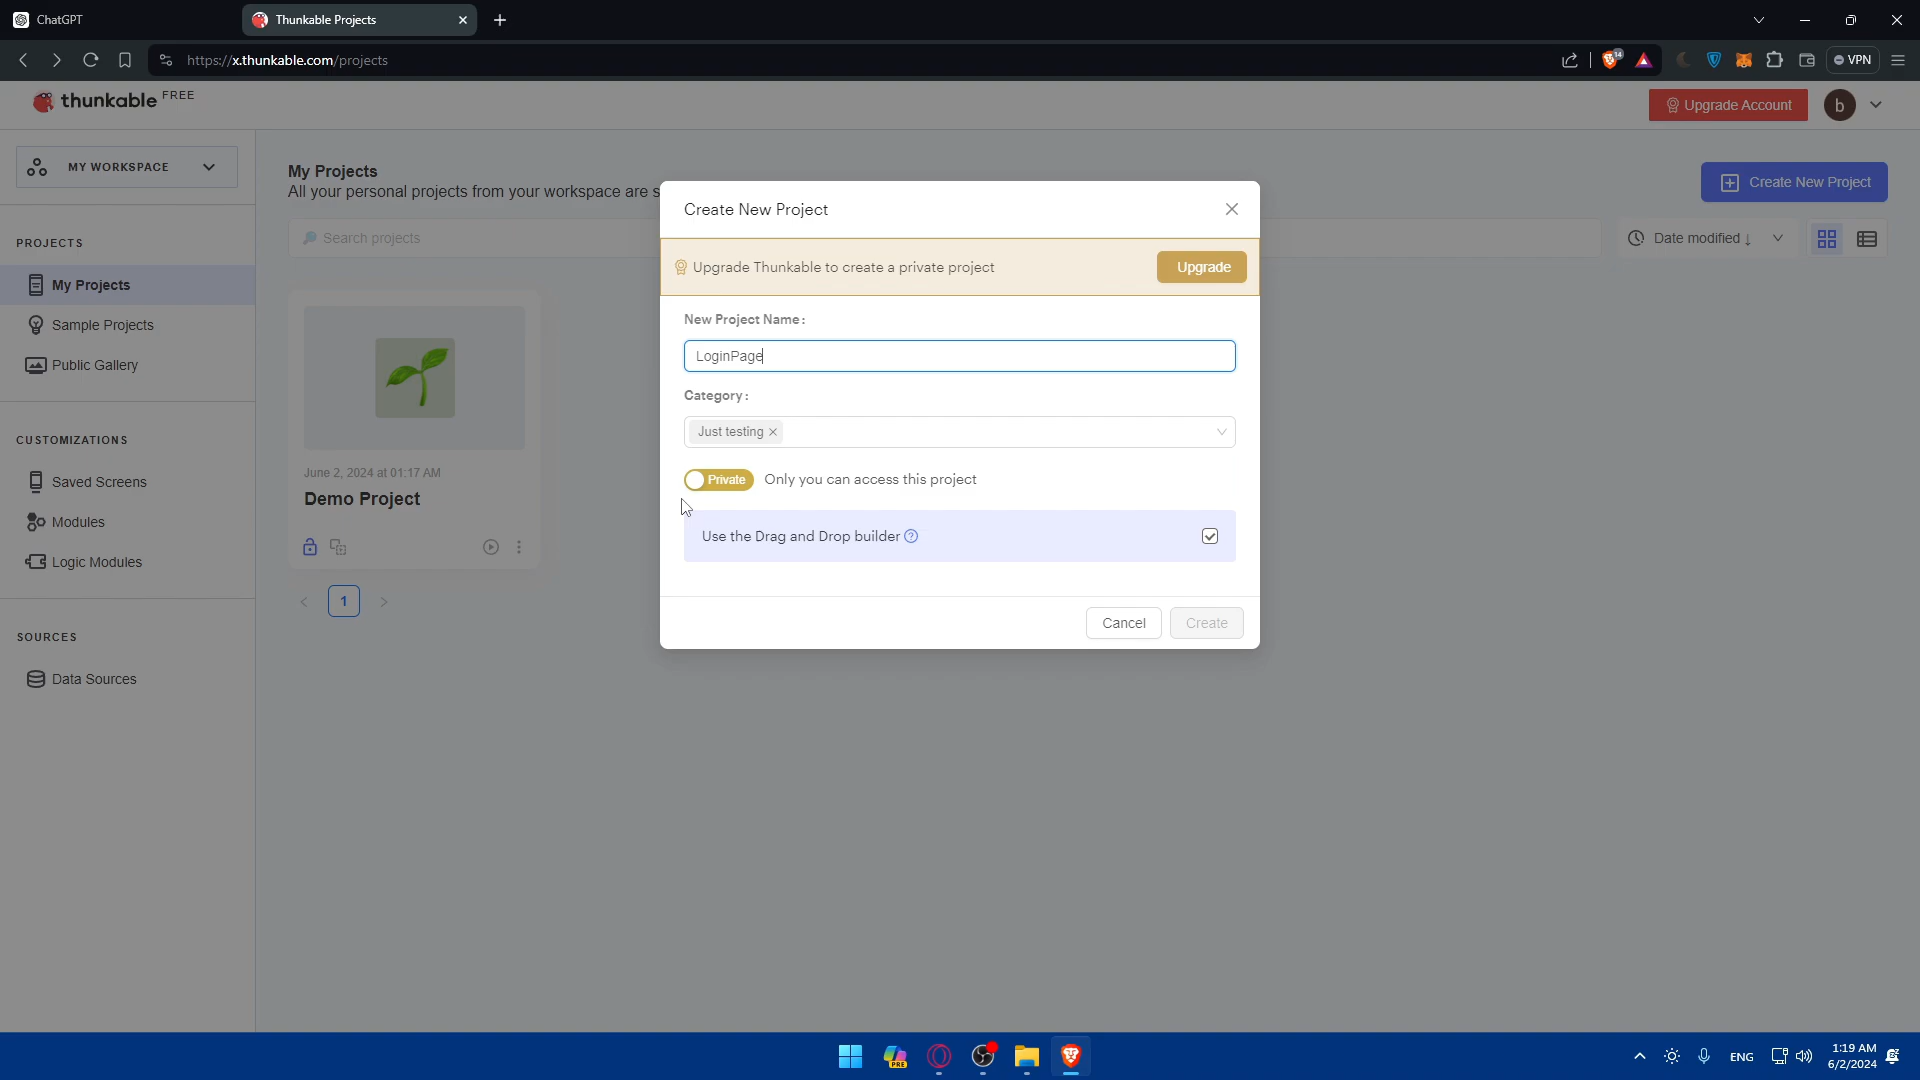 ChatGPT
Thunkable Projects
https://x.thunkable.com/projects
14
VPN
thunkable FREE
Upgrade Account
b
MY WORKSPACE
My Projects
All your personal projects from your workspace are s
Create New Project
Search projects
Date modified ↓
PROJECTS
My Projects
Sample Projects
Public Gallery
CUSTOMIZATIONS
Saved Screens
Modules
Logic Modules
SOURCES
Data Sources
June 2, 2024 at 01:17 AM
Demo Project
1
Create New Project
Upgrade Thunkable to create a private project
Upgrade
New Project Name:
LoginPage
Category:
Just testing
Private Only you can access this project
Use the Drag and Drop builder
Cancel
Create
PRE
ENG
1:19 AM
6/2/2024